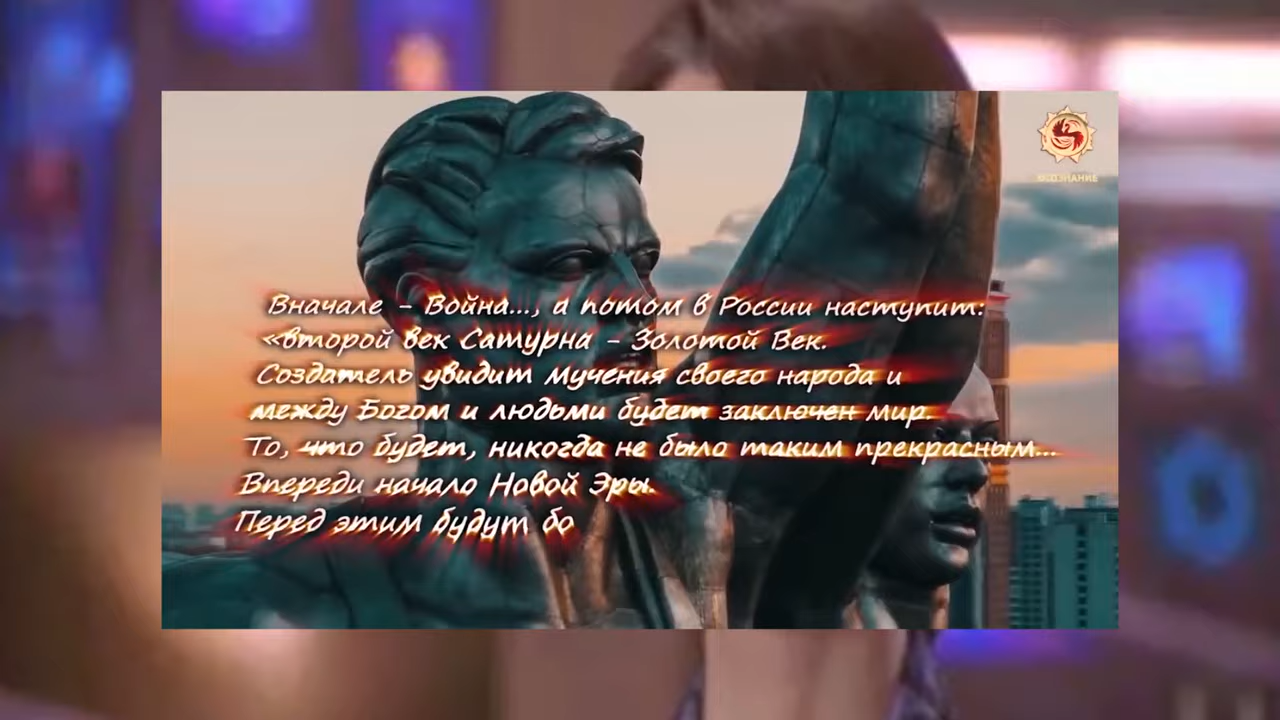 Вначале - Война..., а потом в России наступит:
«второй век Сатурна - Золотой Век.
Создатель увидит мучения своего народа и
между Богом и людьми будет заключен мир.
То, что будет, никогда не было таким прекрасным...
Впереди начало Новой Эры.
Перед этим будут бо